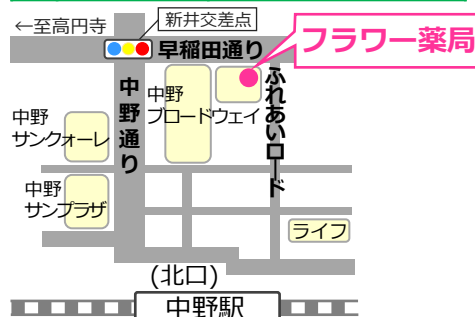 ←至高円寺
新井交差点
早稲田通り
フラワー薬局
中野通り
中野
ブロードウェイ
ふれあいロード
中野
サンクォーレ
中野
サンプラザ
ライフ
(北口)
中野駅